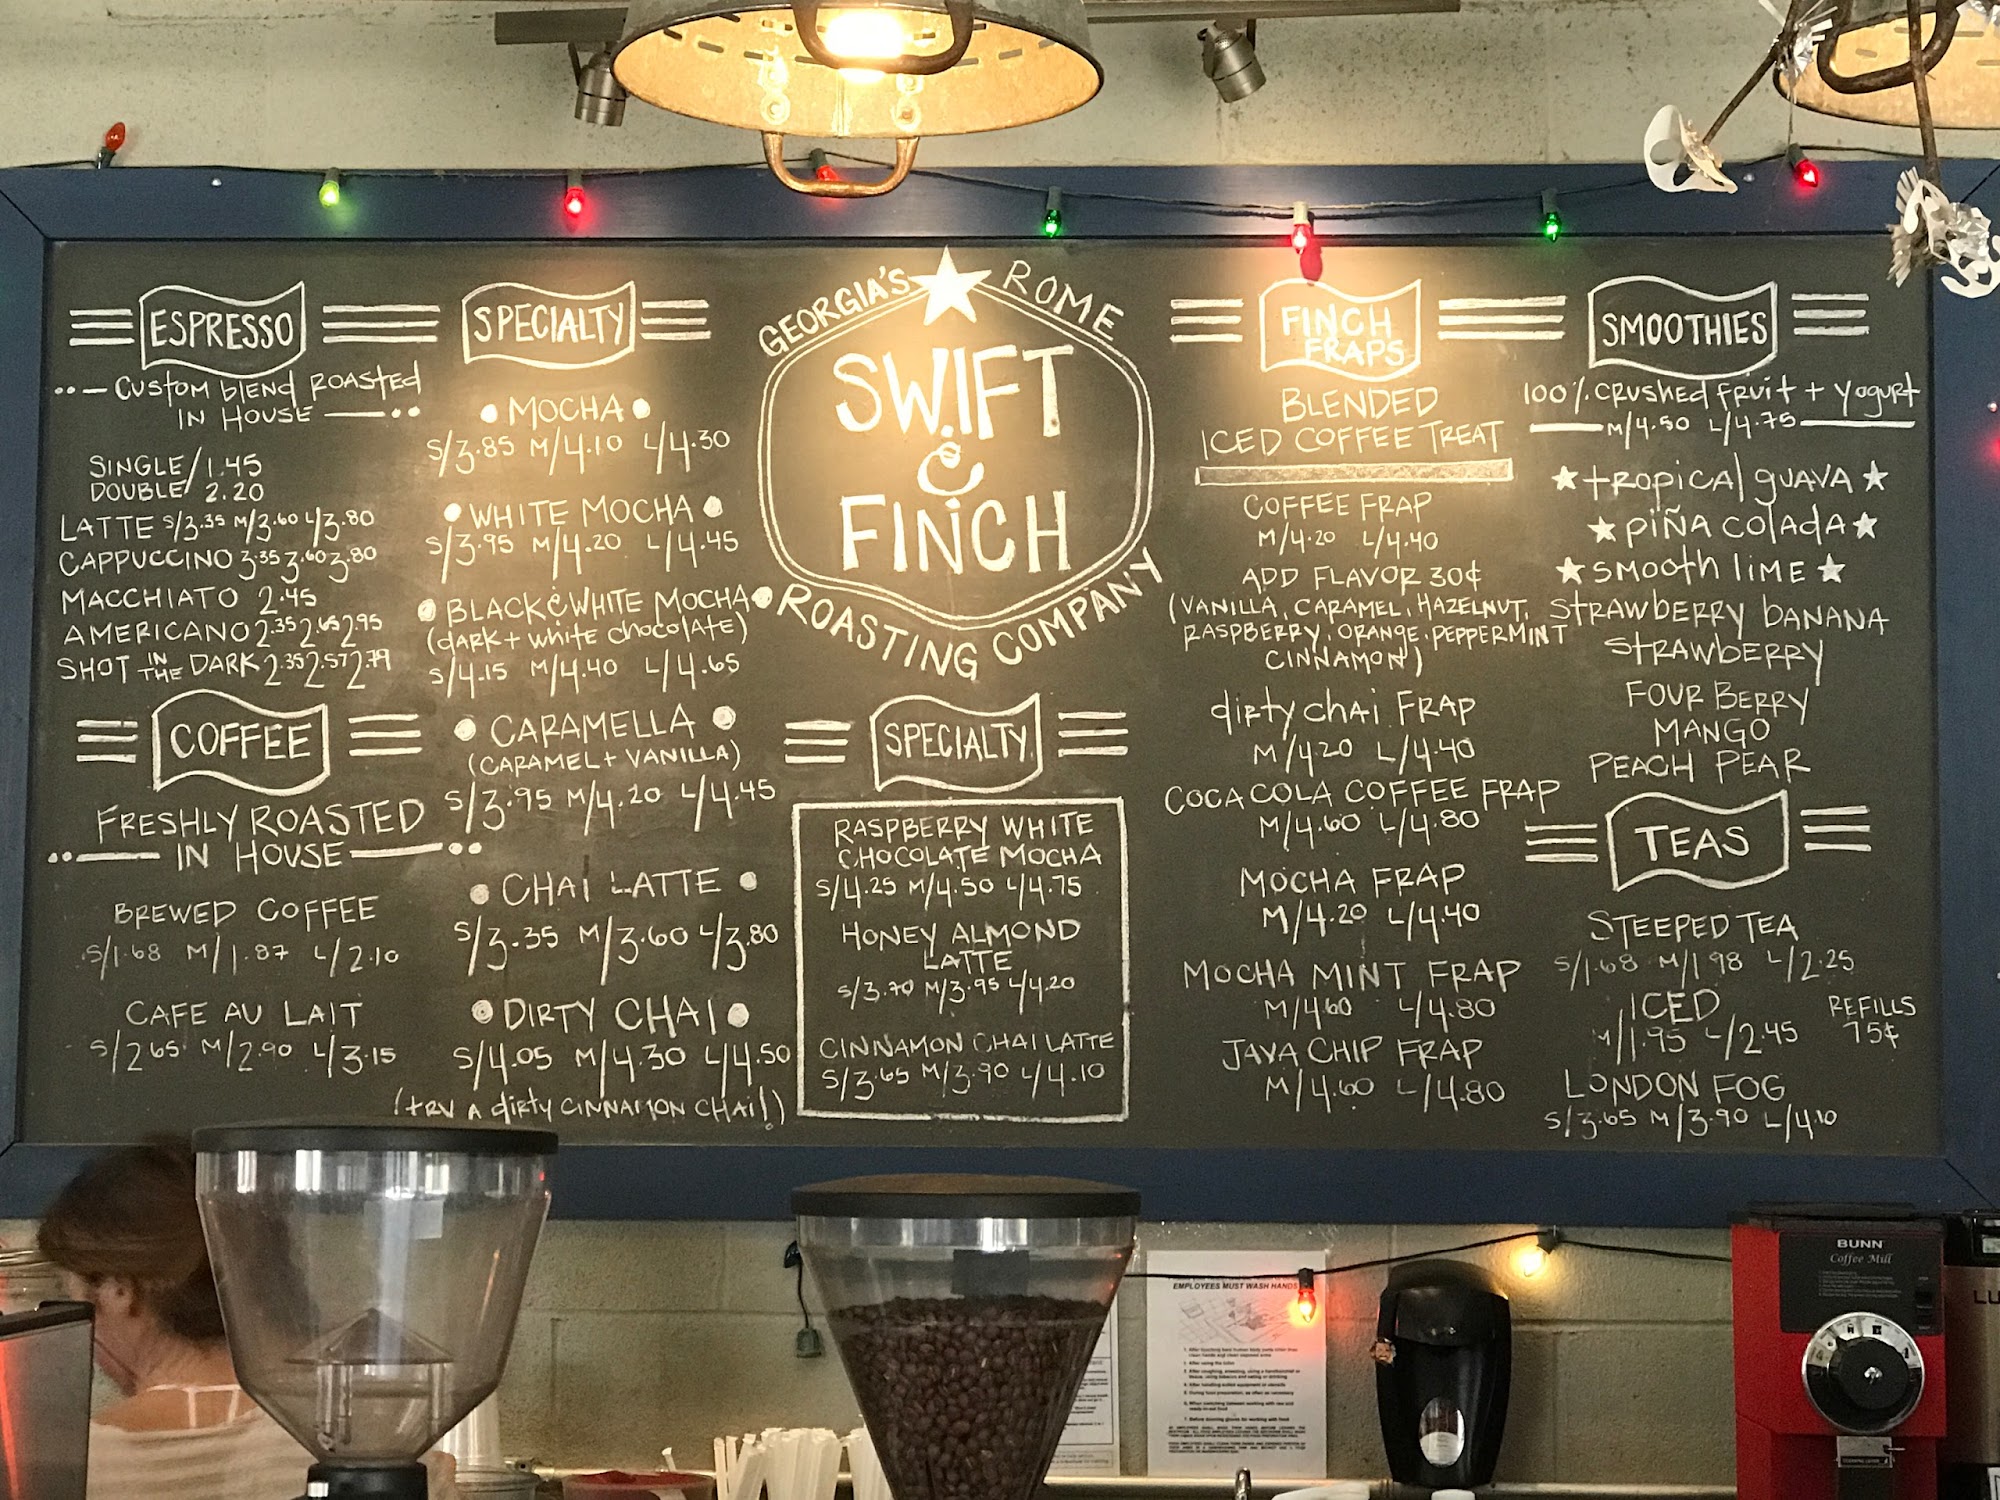 ESPRESSO
CUSTOM BLEND ROASTED
IN HOUSE
SINGLE/1.45
DOUBLE/2.20
LATTE S/3.35 M/3.60 L/3.80
CAPPUCCINO 3.35 3.60 3.80
MACCHIATO 2.45
AMERICANO 2.35 2.65 2.95
SHOT IN THE DARK 2.35 2.57 2.79
COFFEE
FRESHLY ROASTED
IN HOUSE
BREWED COFFEE
S/1.68 M/1.87 L/2.10
CAFE AU LAIT
S/2.65 M/2.90 L/3.15
SPECIALTY
MOCHA
S/3.85 M/4.10 L/4.30
WHITE MOCHA
S/3.95 M/4.20 L/4.45
BLACK & WHITE MOCHA
(dark + white chocolate)
S/4.15 M/4.40 L/4.65
CARAMELLA
(CARAMEL + VANILLA)
S/3.95 M/4.20 L/4.45
CHAI LATTE
S/3.35 M/3.60 L/3.80
DIRTY CHAI
S/4.05 M/4.30 L/4.50
(try a dirty CINNAMON CHAI!)
GEORGIA'S ★ ROME
SWIFT
&
FINCH
ROASTING COMPANY
SPECIALTY
RASPBERRY WHITE
CHOCOLATE MOCHA
S/4.25 M/4.50 L/4.75
HONEY ALMOND
LATTE
S/3.70 M/3.95 L/4.20
CINNAMON CHAI LATTE
S/3.65 M/3.90 L/4.10
FINCH
FRAPS
BLENDED
ICED COFFEE TREAT
COFFEE FRAP
M/4.20 L/4.40
ADD FLAVOR 30¢
(VANILLA, CARAMEL, HAZELNUT,
RASPBERRY, ORANGE, PEPPERMINT
CINNAMON)
dirty chai FRAP
M/4.20 L/4.40
COCA COLA COFFEE FRAP
M/4.60 L/4.80
MOCHA FRAP
M/4.20 L/4.40
MOCHA MINT FRAP
M/4.60 L/4.80
JAVA CHIP FRAP
M/4.60 L/4.80
SMOOTHIES
100% crushed fruit + yogurt
M/4.50 L/4.75
★ tropical guava ★
★ piña colada ★
★ smooth lime ★
strawberry banana
strawberry
FOUR BERRY
MANGO
PEACH PEAR
TEAS
STEEPED TEA
S/1.68 M/1.98 L/2.25
ICED
M/1.95 L/2.45
REFILLS
75¢
LONDON FOG
S/3.65 M/3.90 L/4.10
EMPLOYEES MUST WASH HANDS
BUNN
Coffee Mill
LU